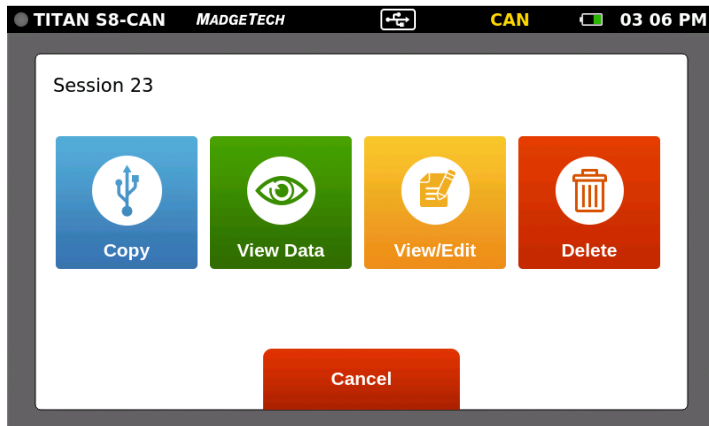 TITAN S8-CAN MADGETECH CAN 03 06 PM
Session 23
Copy View Data View/Edit Delete
Cancel